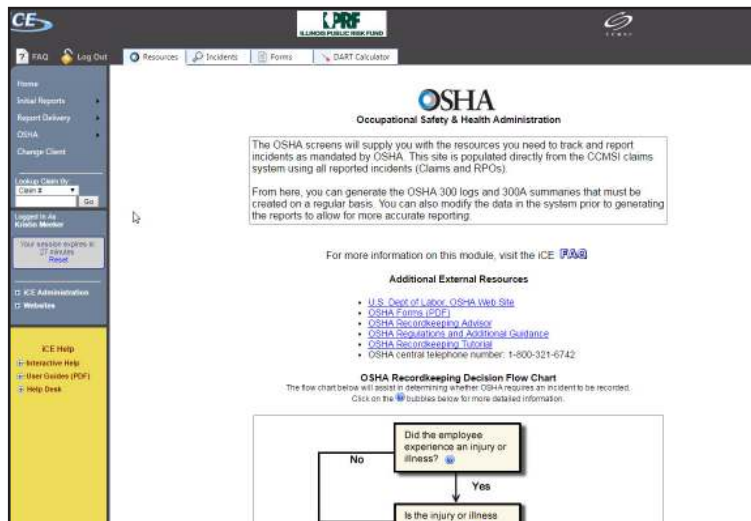 iCE
IPRF
ILLINOIS PUBLIC RISK FUND
CCMSI
? FAQ Log Out
Resources Incidents Forms DART Calculator
Home
Initial Reports
Report Delivery
OSHA
Change Client
Lookup Claim By:
Claim #
Go
Logged In As
Kristin Meeker
Your session expires in
27 minutes
Reset
iCE Administration
Websites
iCE Help
Interactive Help
User Guides (PDF)
Help Desk
OSHA
Occupational Safety & Health Administration
The OSHA screens will supply you with the resources you need to track and report
incidents as mandated by OSHA. This site is populated directly from the CCMSI claims
system using all reported incidents (Claims and RPOs).
From here, you can generate the OSHA 300 logs and 300A summaries that must be
created on a regular basis. You can also modify the data in the system prior to generating
the reports to allow for more accurate reporting.
For more information on this module, visit the iCE FAQ
Additional External Resources
U.S. Dept of Labor, OSHA Web Site
OSHA Forms (PDF)
OSHA Recordkeeping Advisor
OSHA Regulations and Additional Guidance
OSHA Recordkeeping Tutorial
OSHA central telephone number: 1-800-321-6742
OSHA Recordkeeping Decision Flow Chart
The flow chart below will assist in determining whether OSHA requires an incident to be recorded.
Click on the bubbles below for more detailed information.
Did the employee
experience an injury or
illness?
No
Yes
Is the injury or illness